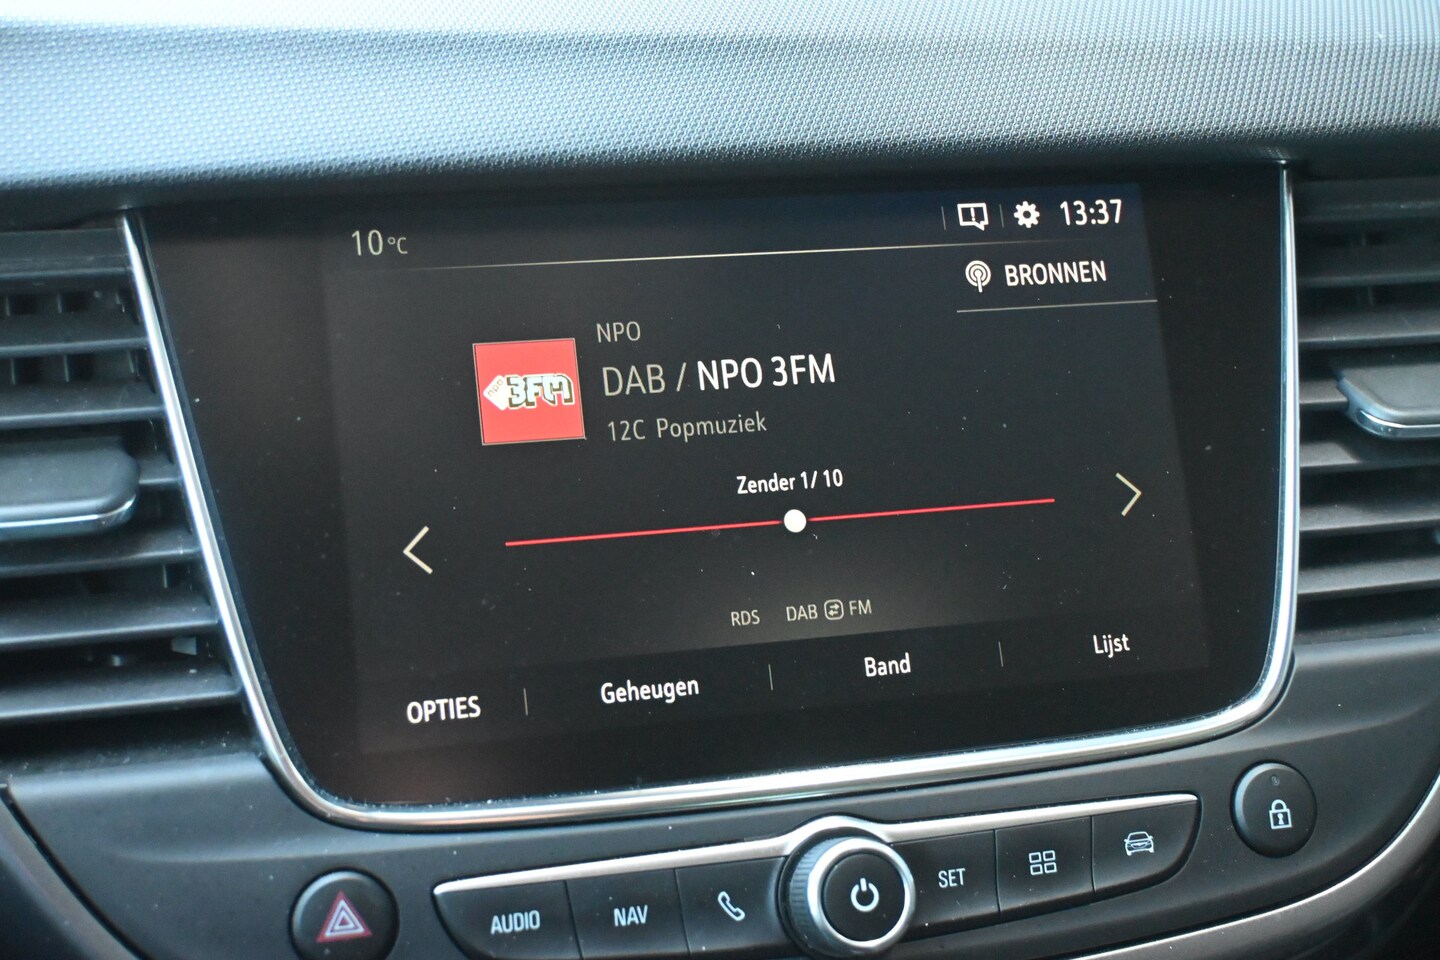 10°C
13:37
BRONNEN
NPO
DAB / NPO 3FM
npo 3FM
12C Popmuziek
Zender 1/10
RDS DAB FM
OPTIES Geheugen Band Lijst
AUDIO NAV SET